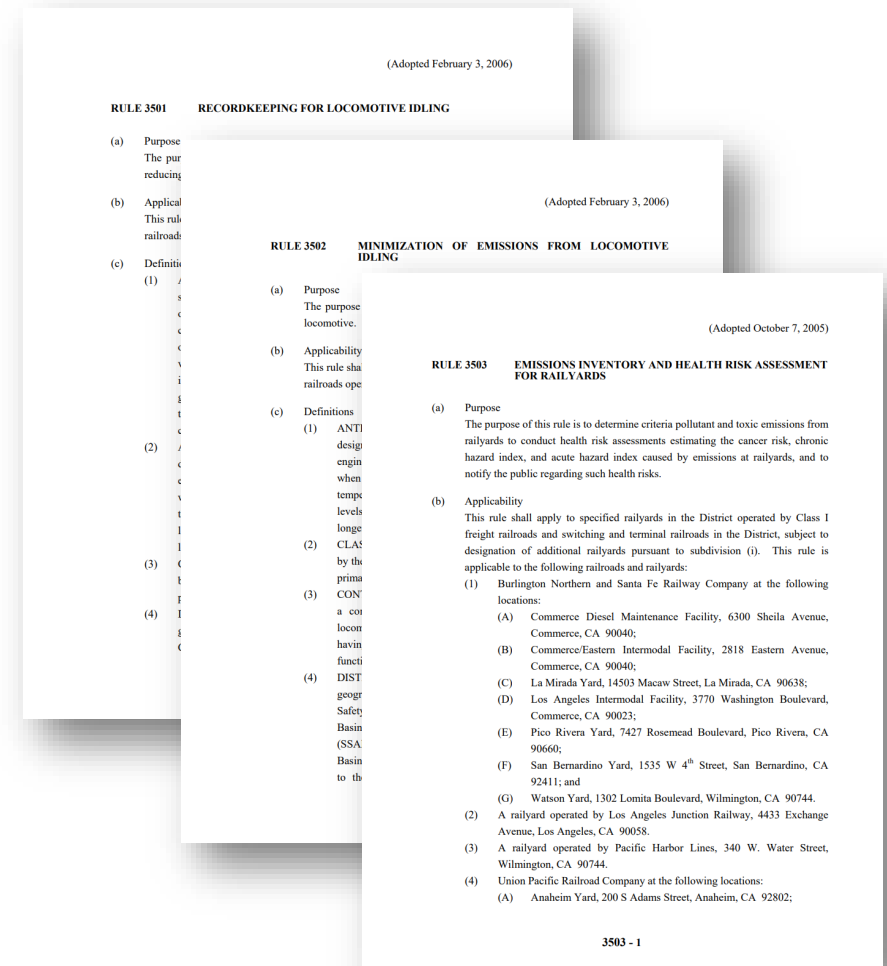 (Adopted February 3, 2006)
RULE 3501 RECORDKEEPING FOR LOCOMOTIVE IDLING
(a) Purpose
The
reducing
(b)
This
railroads
(c)
(1)
(2)
(3)
(4)
(Adopted February 3, 2006)
RULE 3502 MINIMIZATION OF EMISSIONS FROM LOCOMOTIVE
IDLING
(a) Purpose
The purpose
locomotive.
(b) Applicability
This rule
railroads
(c) Definitions
(1)
when
levels
(2)
by
(3)
a
having
(4)
Safety
Basin
Basin
to
(Adopted October 7, 2005)
RULE 3503 EMISSIONS INVENTORY AND HEALTH RISK ASSESSMENT
FOR RAILYARDS
(a) Purpose
The purpose of this rule is to determine criteria pollutant and toxic emissions from
railyards to conduct health risk assessments estimating the cancer risk, chronic
hazard index, and acute hazard index caused by emissions at railyards, and to
notify the public regarding such health risks.
(b) Applicability
This rule shall apply to specified railyards in the District operated by Class I
freight railroads and switching and terminal railroads in the District, subject to
designation of additional railyards pursuant to subdivision (i). This rule is
applicable to the following railroads and railyards:
(1) Burlington Northern and Santa Fe Railway Company at the following
locations:
(A) Commerce Diesel Maintenance Facility, 6300 Sheila Avenue,
Commerce, CA 90040;
(B) Commerce/Eastern Intermodal Facility, 2818 Eastern Avenue,
Commerce, CA 90040;
(C) La Mirada Yard, 14503 Macaw Street, La Mirada, CA 90638;
(D) Los Angeles Intermodal Facility, 3770 Washington Boulevard,
Commerce, CA 90023;
(E) Pico Rivera Yard, 7427 Rosemead Boulevard, Pico Rivera, CA
90660;
(F) San Bernardino Yard, 1535 W 4th Street, San Bernardino, CA
92411; and
(G) Watson Yard, 1302 Lomita Boulevard, Wilmington, CA 90744.
(2) A railyard operated by Los Angeles Junction Railway, 4433 Exchange
Avenue, Los Angeles, CA 90058.
(3) A railyard operated by Pacific Harbor Lines, 340 W. Water Street,
Wilmington, CA 90744.
(4) Union Pacific Railroad Company at the following locations:
(A) Anaheim Yard, 200 S Adams Street, Anaheim, CA 92802;
3503 - 1